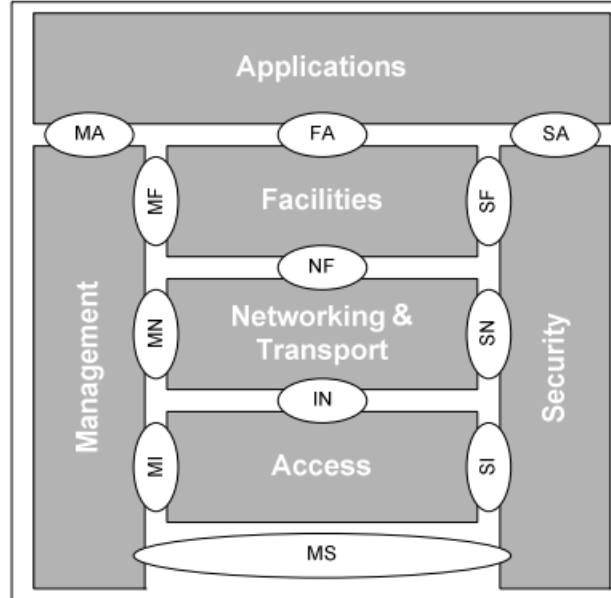 Applications
MA
FA
SA
MF
Facilities
SF
NF
Management
MN
Networking &
Transport
SN
Security
IN
MI
Access
SI
MS